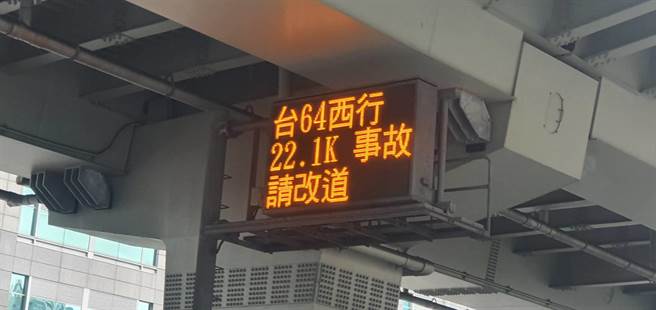 台64西行
22.1K 事故
請改道